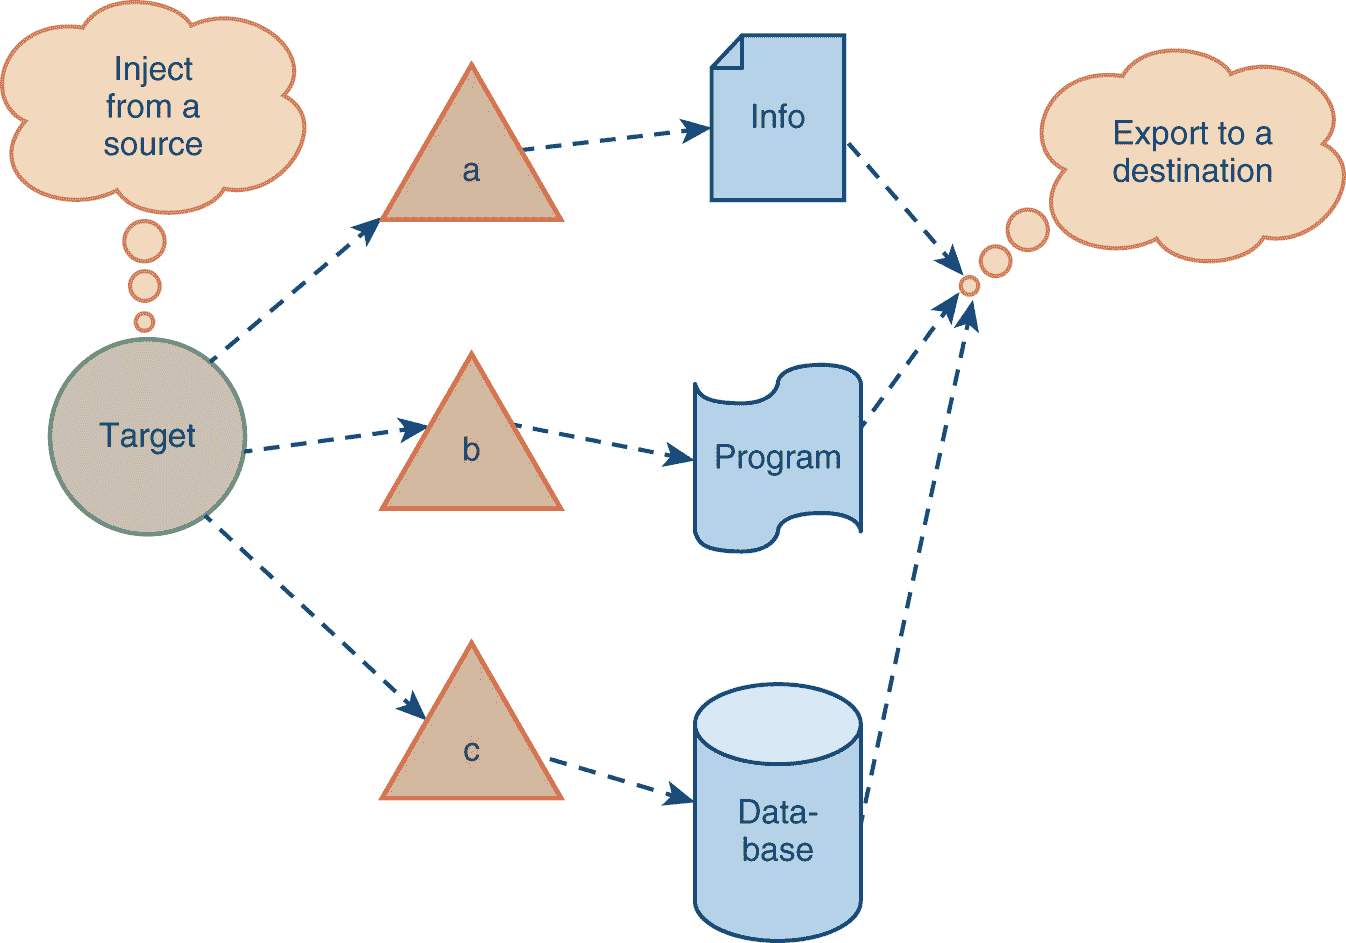 Inject
from a
source
a
Info
Export to a
destination
Target
b
Program
c
Data-
base